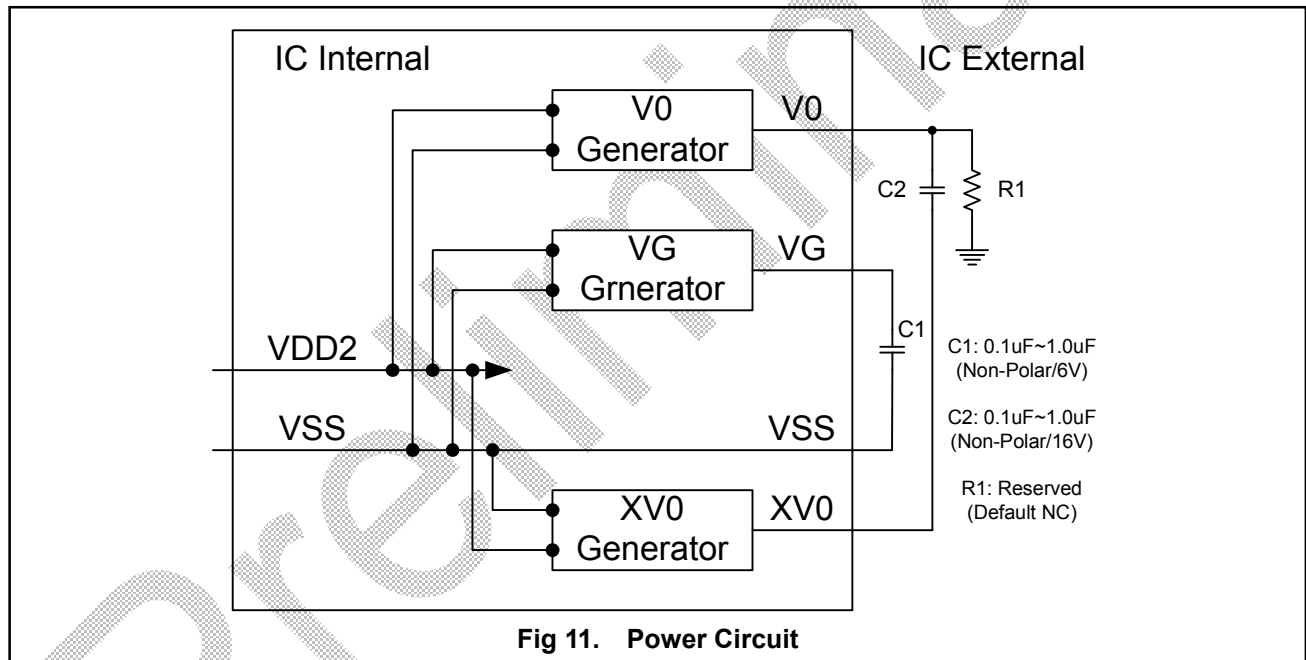 IC Internal
IC External
V0
Generator
V0
C2
R1
VG
Grnerator
VG
C1
VDD2
C1: 0.1uF~1.0uF
(Non-Polar/6V)
VSS
VSS
C2: 0.1uF~1.0uF
(Non-Polar/16V)
XV0
Generator
XV0
R1: Reserved
(Default NC)
Fig 11. Power Circuit